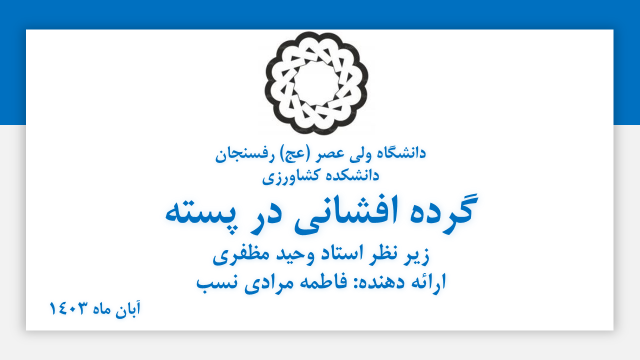 دانشگاه ولی عصر (عج) رفسنجان
دانشکده کشاورزی
گرده افشانی در پسته
زیر نظر استاد وحید مظفری
ارائه دهنده: فاطمه مرادی نسب
آبان ماه ۱۴۰۳